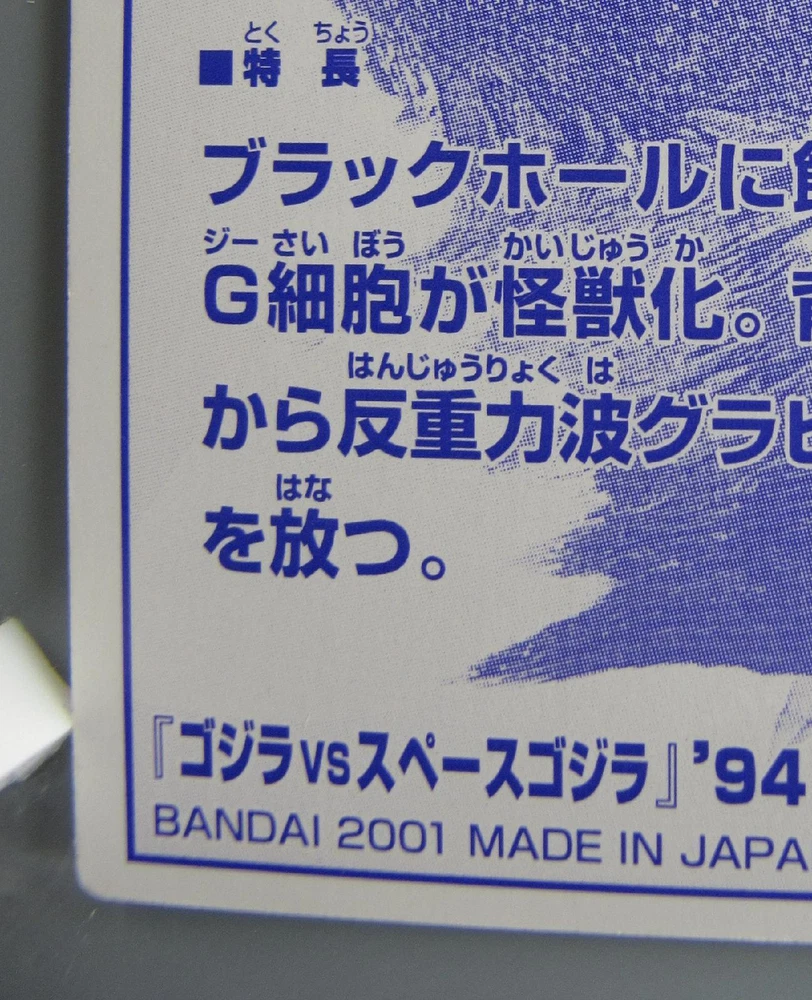 とく ちょう
■特 長
ブラックホールに
ジー さい ぼう かいじゅう か
G細胞が怪獣化。
はんじゅうりょく は
から反重力波グラビ
はな
を放つ。
『ゴジラVSスペースゴジラ』'94
BANDAI 2001 MADE IN JAPA